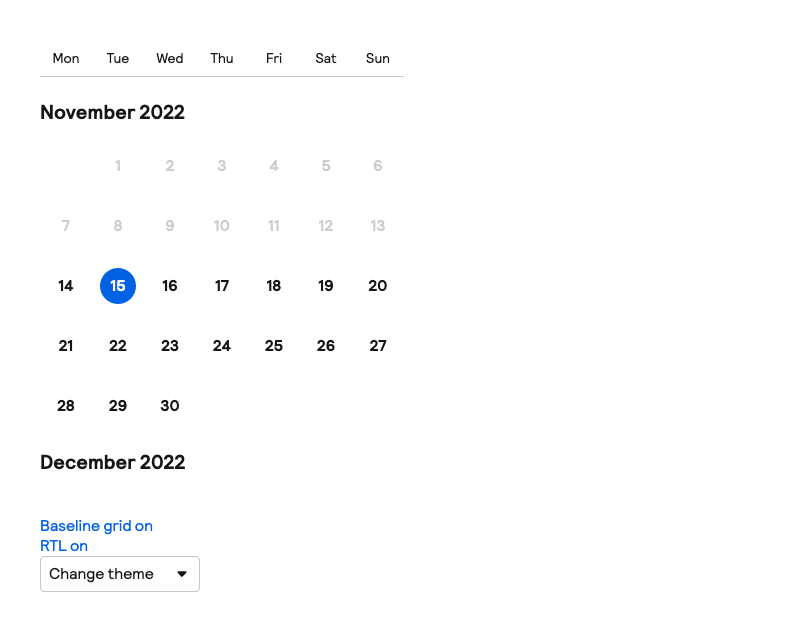 Mon Tue Wed Thu Fri Sat Sun
November 2022
1 2 3 4 5 6
7 8 9 10 11 12 13
14 15 16 17 18 19 20
21 22 23 24 25 26 27
28 29 30
December 2022
Baseline grid on
RTL on
Change theme